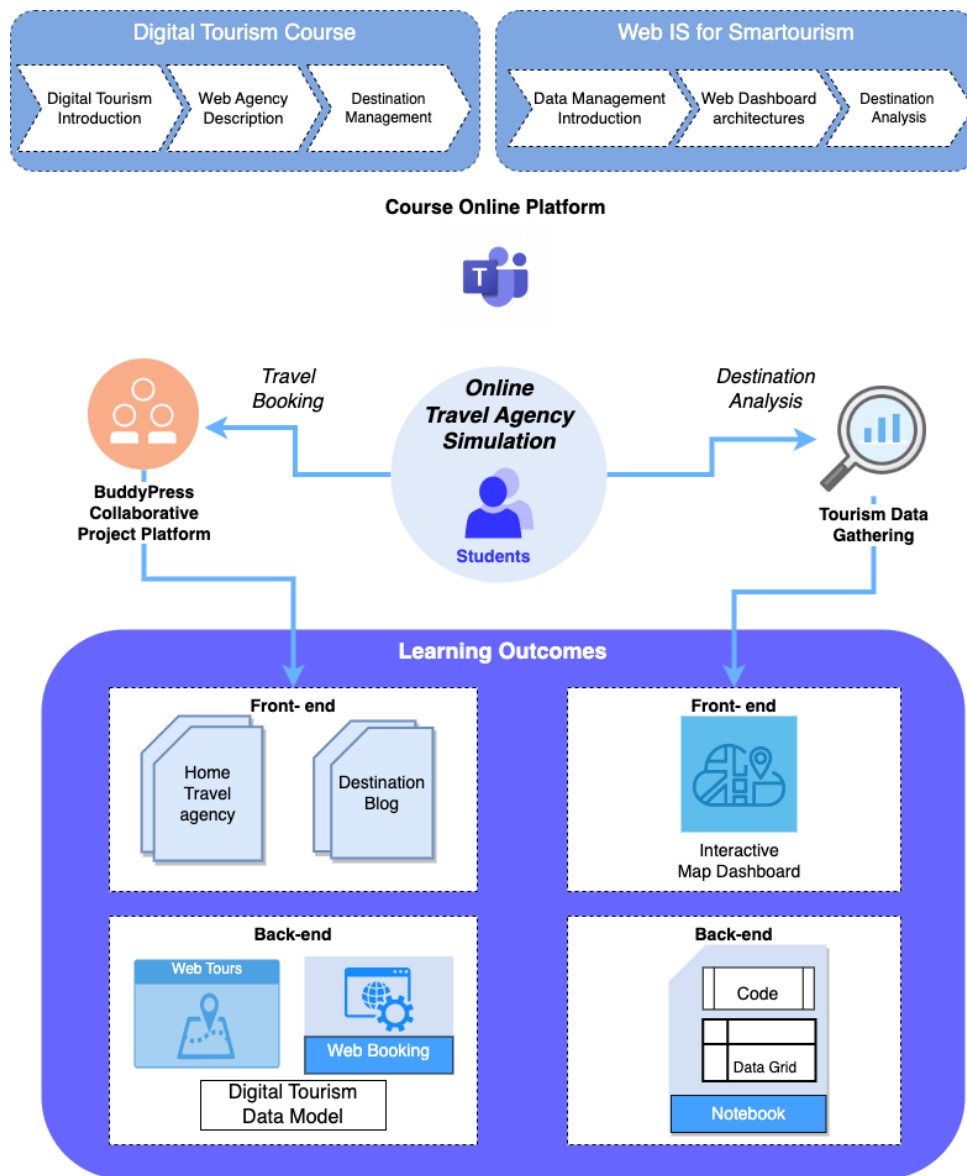 Digital Tourism Course
Digital Tourism
Introduction
Web Agency
Description
Destination
Management
Web IS for Smartourism
Data Management
Introduction
Web Dashboard
architectures
Destination
Analysis
Course Online Platform
T
Travel
Booking
Online
Travel Agency
Simulation
Students
Destination
Analysis
BuddyPress
Collaborative
Project Platform
Tourism Data
Gathering
Learning Outcomes
Front- end
Home
Travel
agency
Destination
Blog
Front-end
Interactive
Map Dashboard
Back-end
Web Tours
Web Booking
Digital Tourism
Data Model
Back-end
Code
Data Grid
Notebook